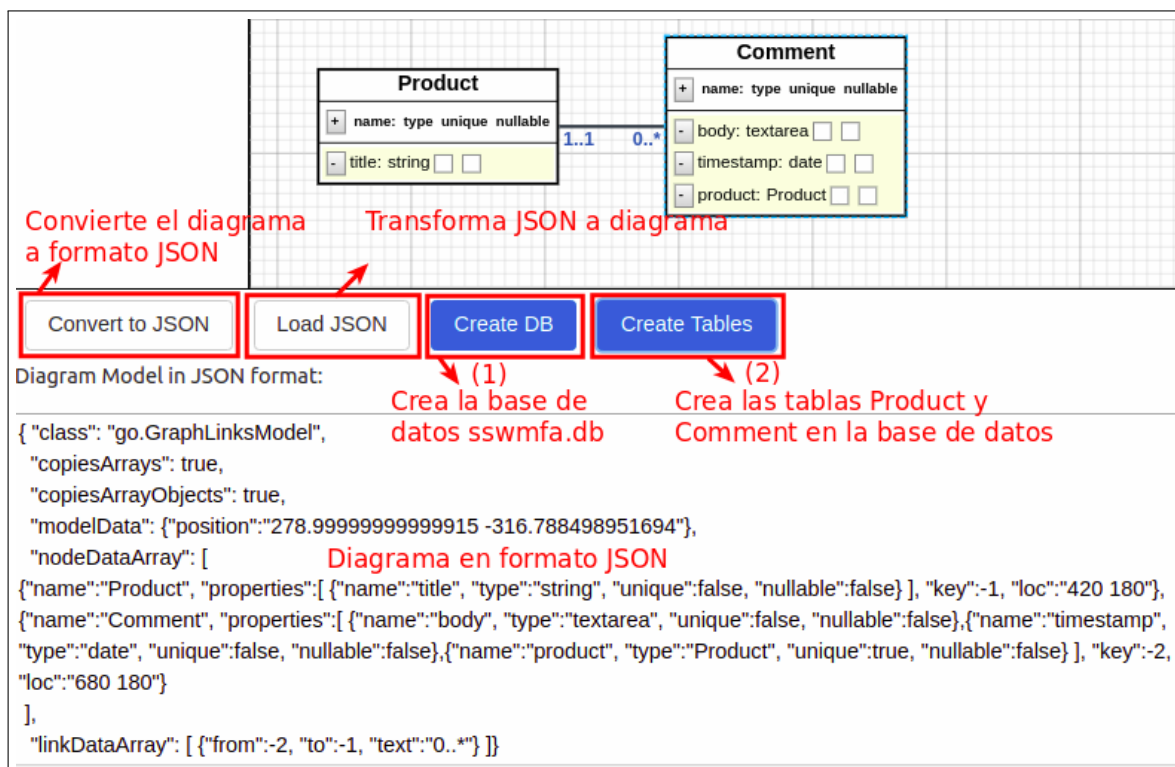 Comment
Product
+ name: type unique nullable
+ name: type unique nullable
1..1 0..*
- body: textarea
- title: string
- timestamp: date
- product: Product
Convierte el diagrama
a formato JSON
Transforma JSON a diagrama
Convert to JSON
Load JSON
Create DB
Create Tables
Diagram Model in JSON format:
(1)
Crea la base de
datos sswmfa.db
(2)
Crea las tablas Product y
Comment en la base de datos
{ "class": "go.GraphLinksModel",
"copiesArrays": true,
"copiesArrayObjects": true,
"modelData": {"position":"278.99999999999915 -316.788498951694"},
"nodeDataArray": [
Diagrama en formato JSON
{"name":"Product", "properties":[ {"name":"title", "type":"string", "unique":false, "nullable":false} ], "key":-1, "loc":"420 180"},
{"name":"Comment", "properties":[ {"name":"body", "type":"textarea", "unique":false, "nullable":false},{"name":"timestamp",
"type":"date", "unique":false, "nullable":false},{"name":"product", "type":"Product", "unique":true, "nullable":false} ], "key":-2,
"loc":"680 180"}
],
"linkDataArray": [ {"from":-2, "to":-1, "text":"0..*"} ]}